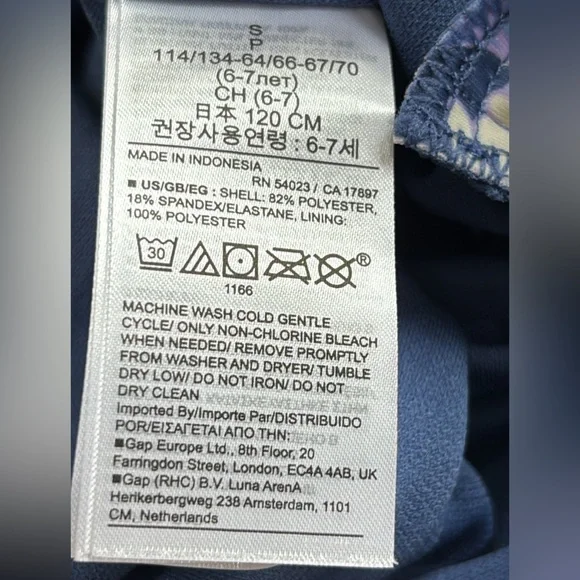 S
P
114/134-64/66-67/70
(6-7лет)
CH (6-7)
日本 120 CM
권장사용연령 : 6-7세
MADE IN INDONESIA
RN 54023 / CA 17897
■ US/GB/EG : SHELL: 82% POLYESTER,
18% SPANDEX/ELASTANE, LINING:
100% POLYESTER
30
®
1166
MACHINE WASH COLD GENTLE
CYCLE/ ONLY NON-CHLORINE BLEACH
WHEN NEEDED/ REMOVE PROMPTLY
FROM WASHER AND DRYER/ TUMBLE
DRY LOW/ DO NOT IRON/ DO NOT
DRY CLEAN
Imported By/Importe Par/DISTRIBUIDO
POR/ΕΙΣΑΓΕΤΑΙ ΑΠΟ ΤΗΝ:
■Gap Europe Ltd., 8th Floor, 20
Farringdon Street, London, EC4A 4AB, UK
■Gap (RHC) B.V. Luna ArenA
Herikerbergweg 238 Amsterdam, 1101
CM, Netherlands